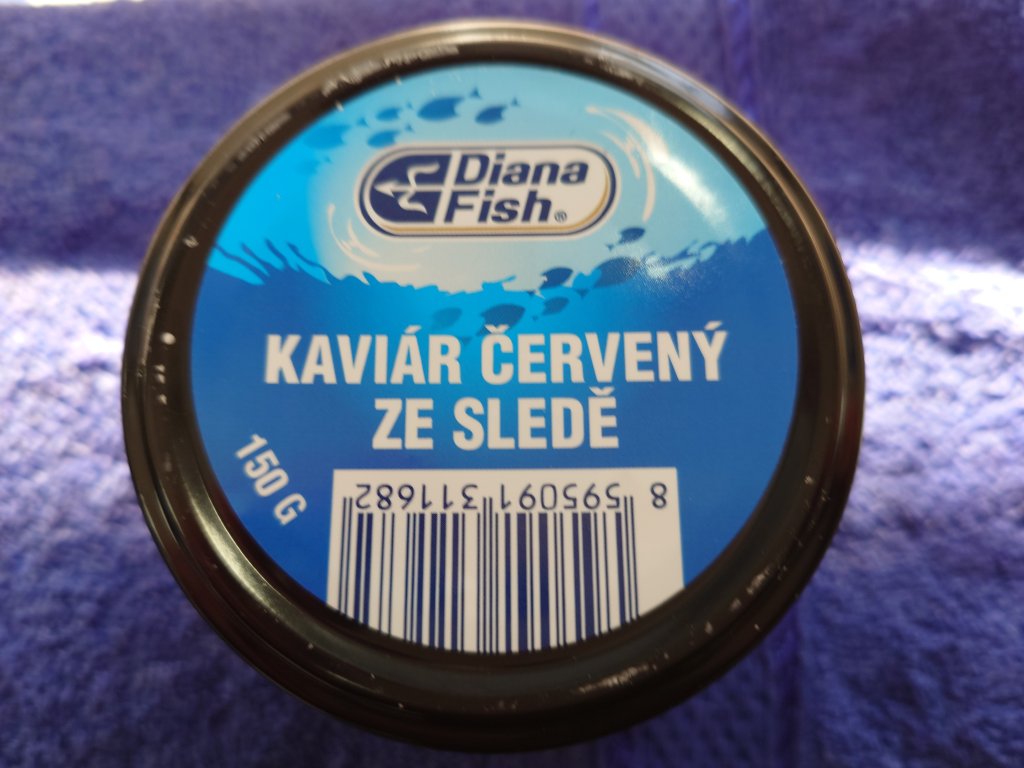 Diana
Fish®
KAVIÁR ČERVENÝ
ZE SLEDĚ
150 G
8 595091 311682